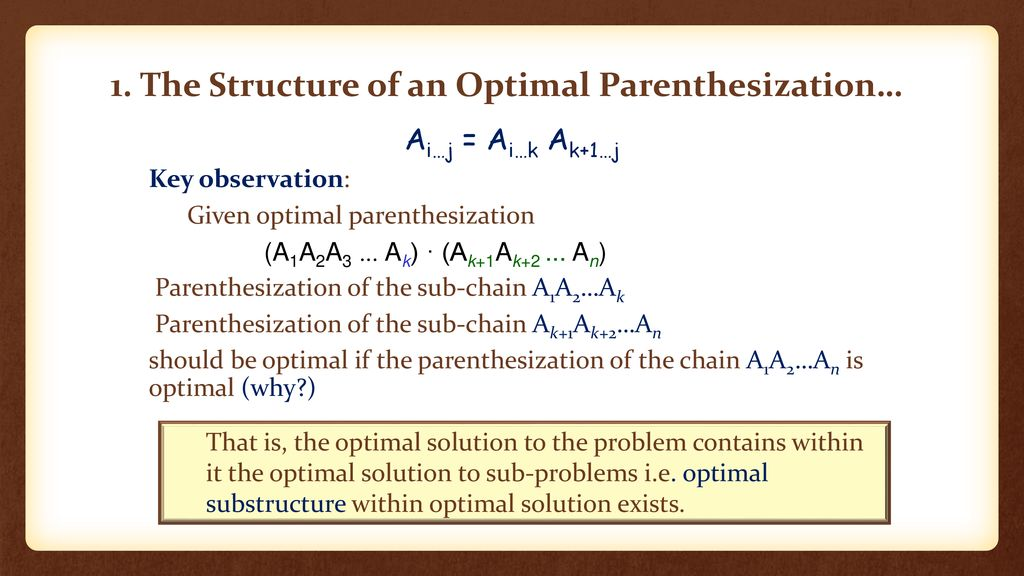 1. The Structure of an Optimal Parenthesization…
Ai…j = Ai…k Ak+1…j
Key observation:
Given optimal parenthesization
(A1A2A3 … Ak) · (Ak+1Ak+2 … An)
Parenthesization of the sub-chain A1A2…Ak
Parenthesization of the sub-chain Ak+1Ak+2…An
should be optimal if the parenthesization of the chain A1A2…An is
optimal (why?)
That is, the optimal solution to the problem contains within
it the optimal solution to sub-problems i.e. optimal
substructure within optimal solution exists.